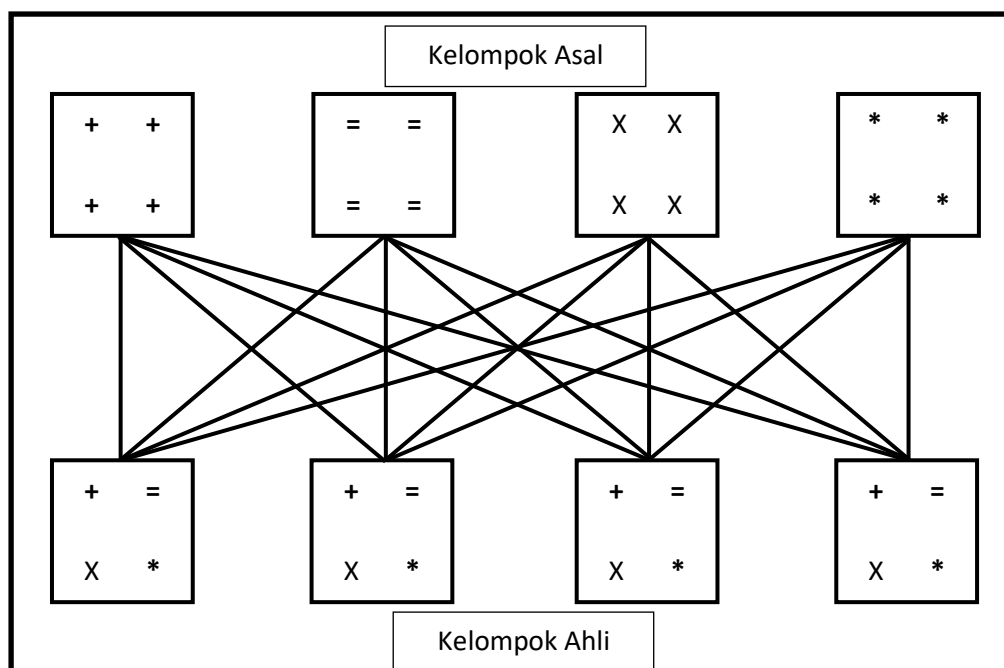 Kelompok Asal
+ + = = X X * *
+ + = = X X * *
+ = + = + = + =
X * X * X * X *
Kelompok Ahli